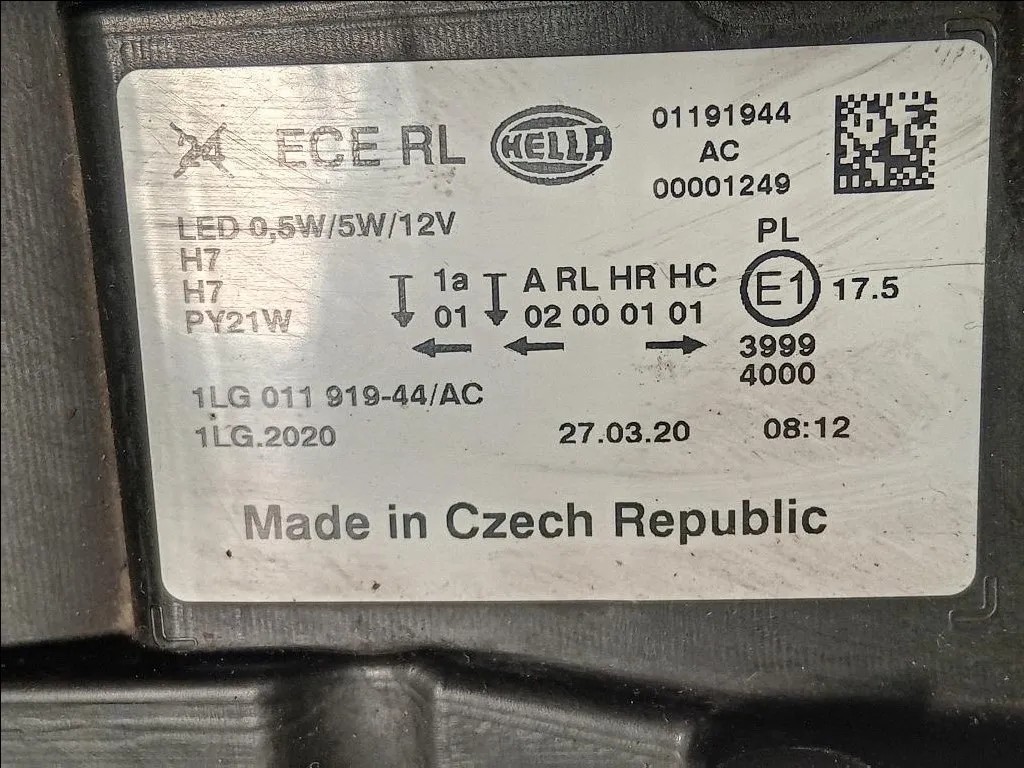 24 ECE RL HELLA
01191944
AC
00001249
LED 0,5W/5W/12V
H7
H7
PY21W
1a A RL HR HC
01 02 00 01 01
PL
E1 17.5
3999
4000
1LG 011 919-44/AC
1LG.2020 27.03.20 08:12
Made in Czech Republic